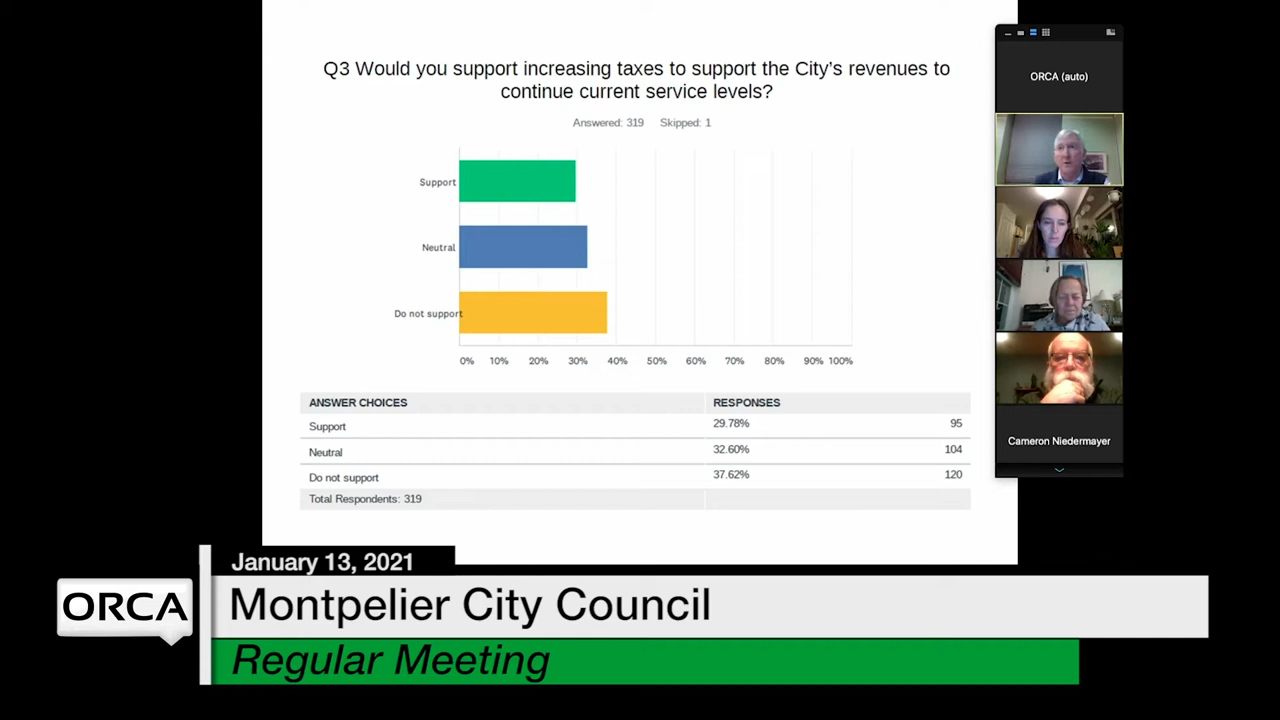 Q3 Would you support increasing taxes to support the City's revenues to
continue current service levels?
Answered: 319 Skipped: 1
Support
Neutral
Do not support
0% 10% 20% 30% 40% 50% 60% 70% 80% 90% 100%
ANSWER CHOICES RESPONSES
Support 29.78% 95
Neutral 32.60% 104
Do not support 37.62% 120
Total Respondents: 319
ORCA (auto)
Cameron Niedermayer
January 13, 2021
ORCA
Montpelier City Council
Regular Meeting